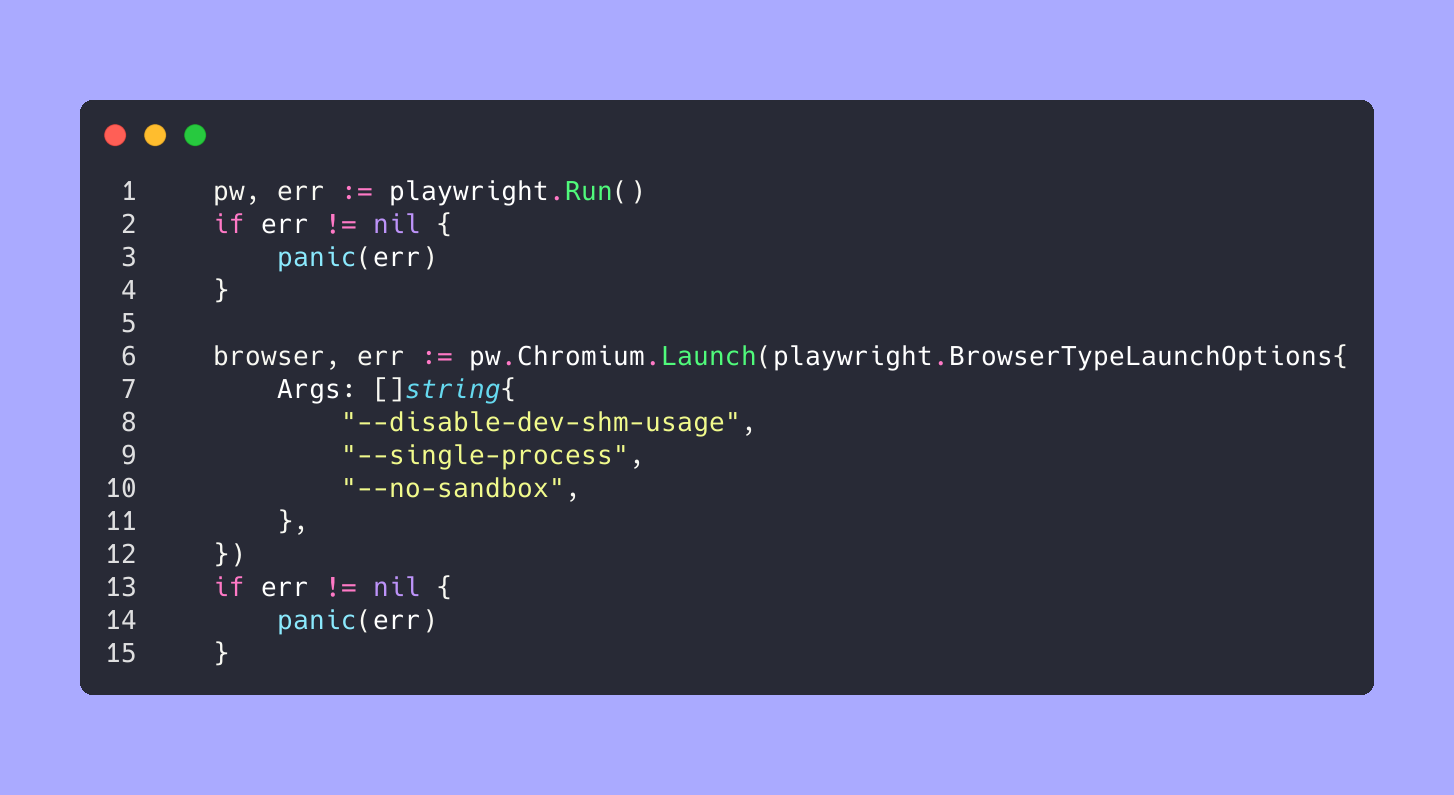 1 pw, err := playwright.Run()
2 if err != nil {
3 panic(err)
4 }
5
6 browser, err := pw.Chromium.Launch(playwright.BrowserTypeLaunchOptions{
7 Args: []string{
8 "--disable-dev-shm-usage",
9 "--single-process",
10 "--no-sandbox",
11 },
12 })
13 if err != nil {
14 panic(err)
15 }